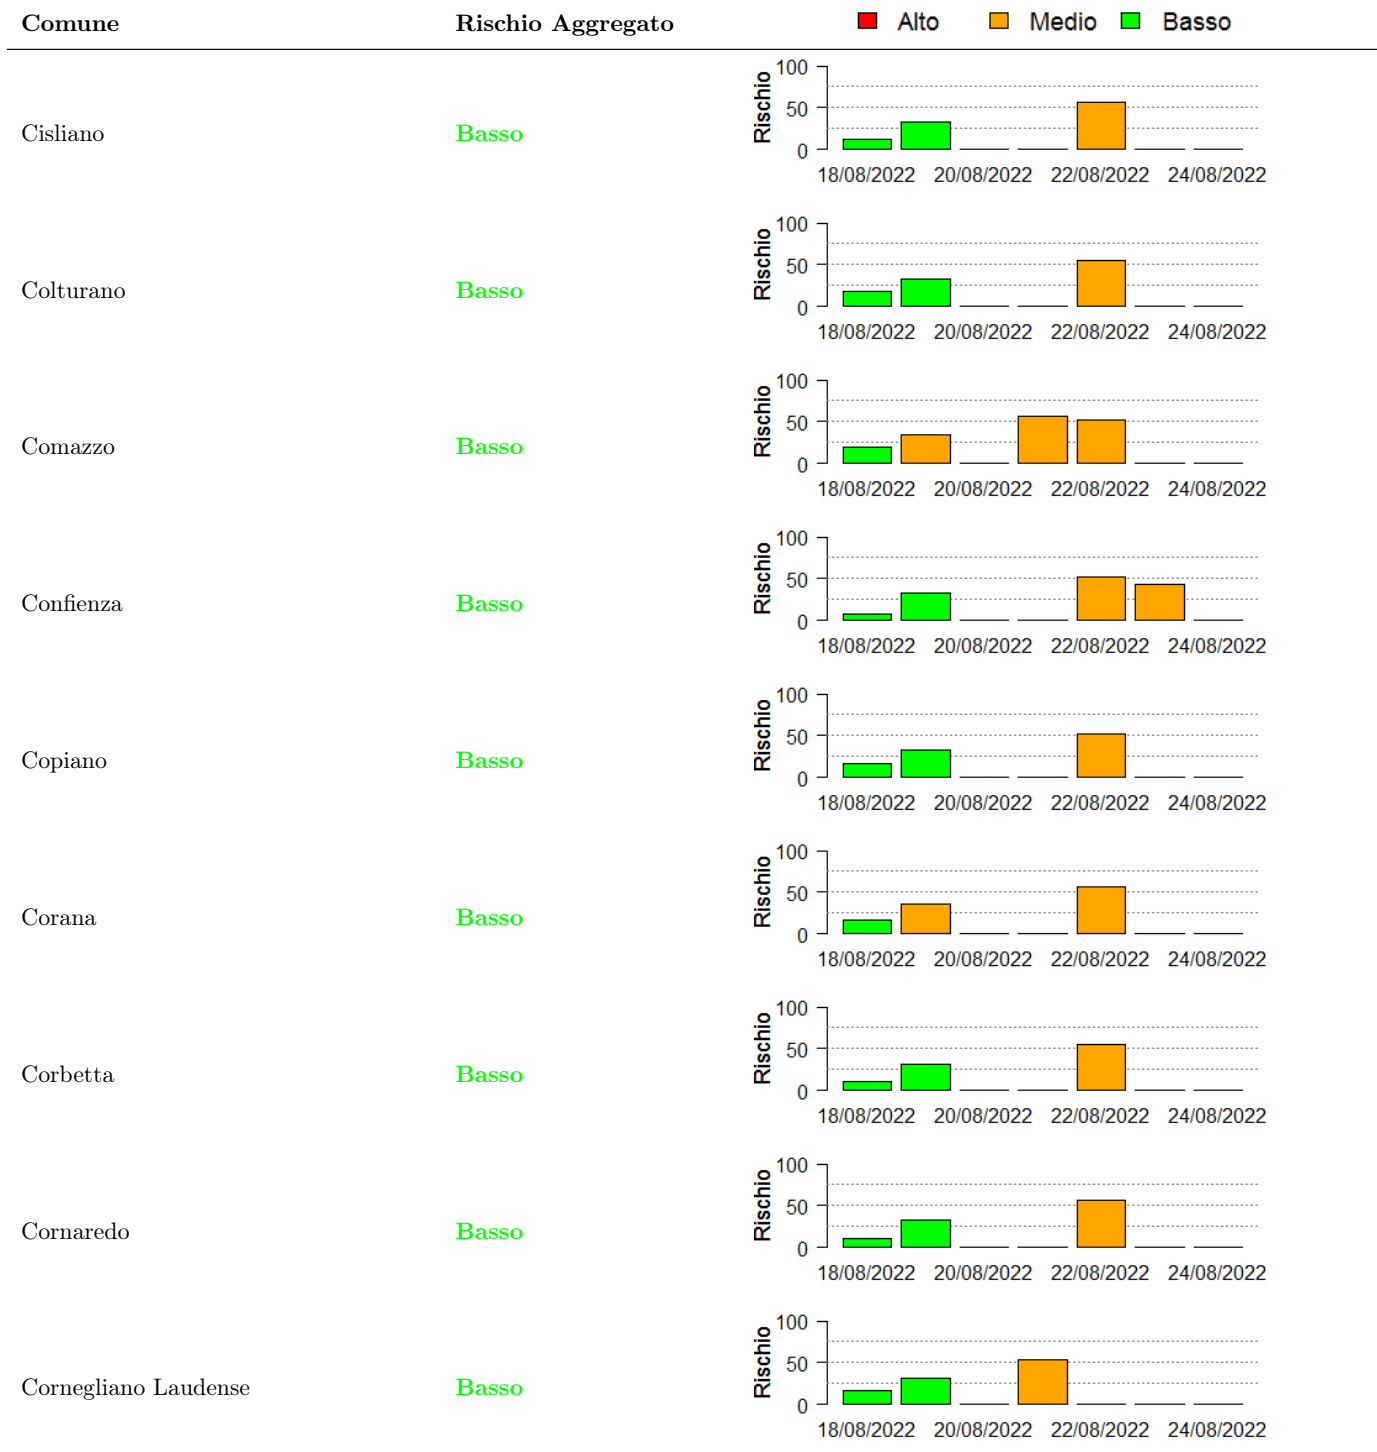 Comune Rischio Aggregato Alto Medio Basso
100
50
0
Rischio
Cisliano Basso
18/08/2022 20/08/2022 22/08/2022 24/08/2022
100
50
0
Rischio
Colturano Basso
18/08/2022 20/08/2022 22/08/2022 24/08/2022
100
50
0
Rischio
Comazzo Basso
18/08/2022 20/08/2022 22/08/2022 24/08/2022
100
50
0
Rischio
Confienza Basso
18/08/2022 20/08/2022 22/08/2022 24/08/2022
100
50
0
Rischio
Copiano Basso
18/08/2022 20/08/2022 22/08/2022 24/08/2022
100
50
0
Rischio
Corana Basso
18/08/2022 20/08/2022 22/08/2022 24/08/2022
100
50
0
Rischio
Corbetta Basso
18/08/2022 20/08/2022 22/08/2022 24/08/2022
100
50
0
Rischio
Cornaredo Basso
18/08/2022 20/08/2022 22/08/2022 24/08/2022
100
50
0
Rischio
Cornegliano Laudense Basso
18/08/2022 20/08/2022 22/08/2022 24/08/2022